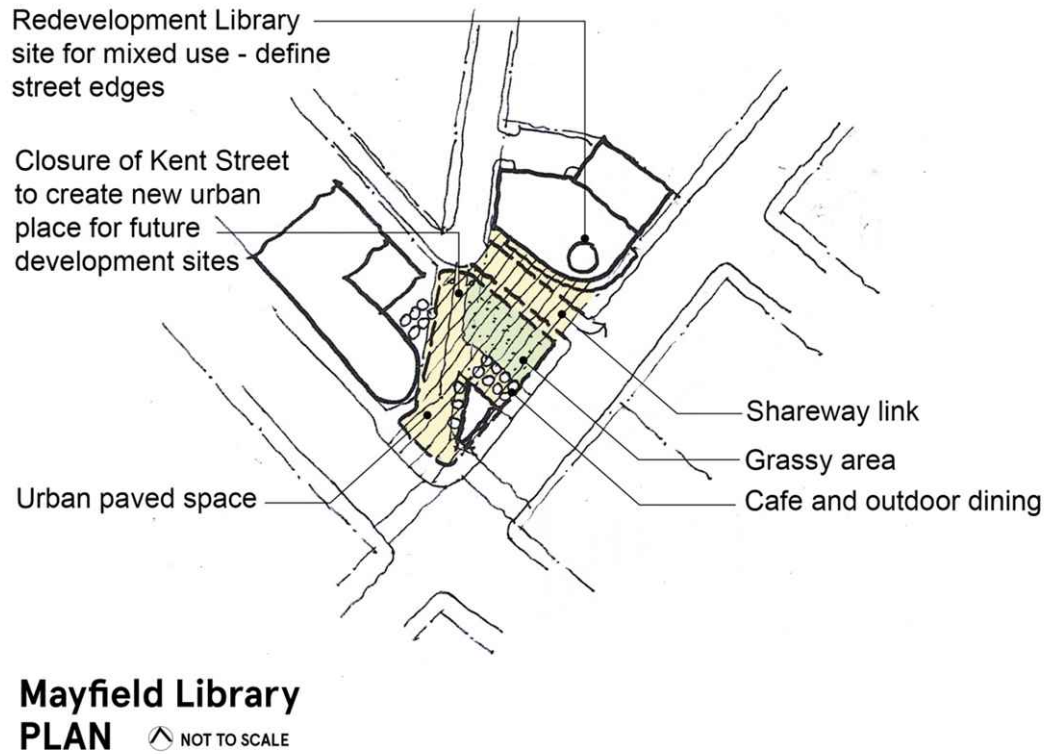 Redevelopment Library
site for mixed use - define
street edges
Closure of Kent Street
to create new urban
place for future
development sites
Urban paved space
Shareway link
Grassy area
Cafe and outdoor dining
Mayfield Library
PLAN NOT TO SCALE